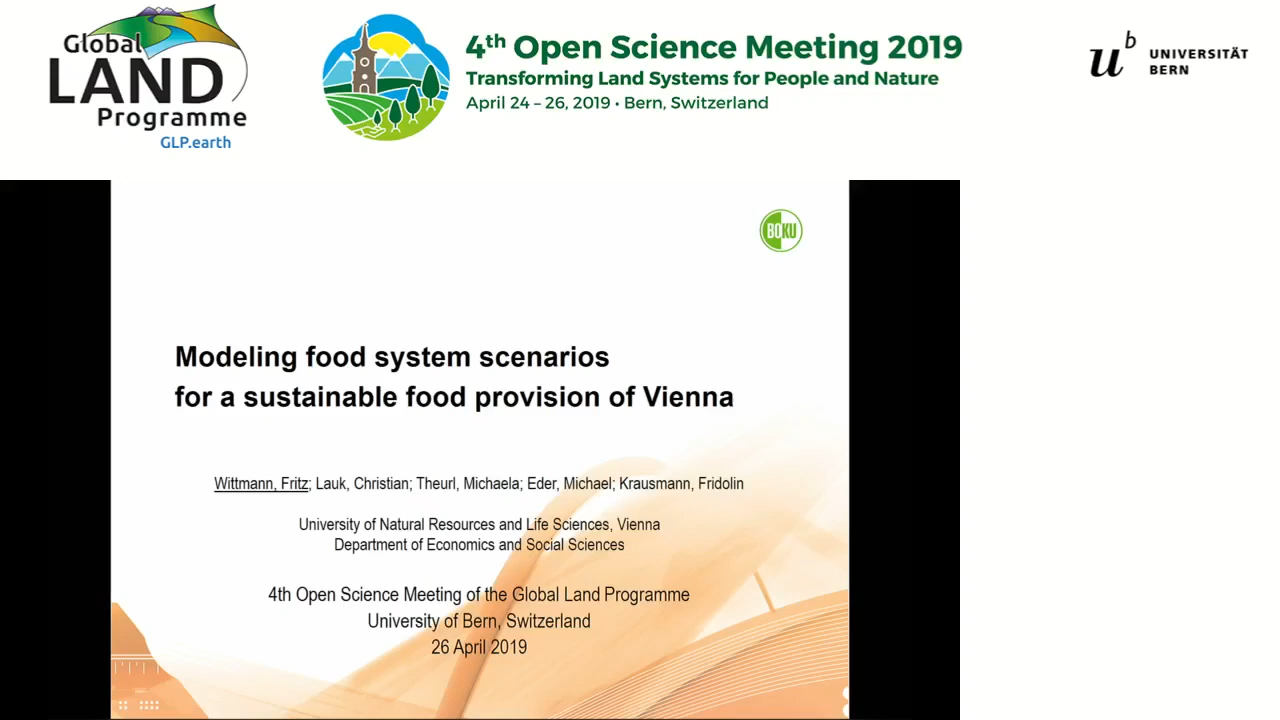 Global
LAND
Programme
GLP.earth
4th Open Science Meeting 2019
Transforming Land Systems for People and Nature
April 24 – 26, 2019 • Bern, Switzerland
u b
UNIVERSITÄT
BERN
BOKU
Modeling food system scenarios
for a sustainable food provision of Vienna
Wittmann, Fritz; Lauk, Christian; Theurl, Michaela; Eder, Michael; Krausmann, Fridolin
University of Natural Resources and Life Sciences, Vienna
Department of Economics and Social Sciences
4th Open Science Meeting of the Global Land Programme
University of Bern, Switzerland
26 April 2019